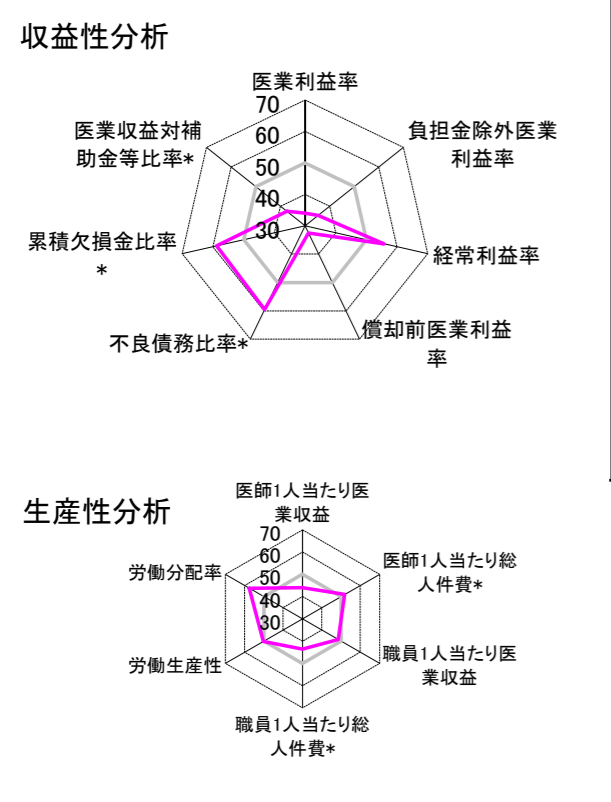 収益性分析
医業利益率
70
60
50
40
30
負担金除外医業
利益率
経常利益率
償却前医業利益
率
不良債務比率*
累積欠損金比率
*
医業収益対補
助金等比率*
生産性分析
医師1人当たり医
業収益
70
60
50
40
30
医師1人当たり総
人件費*
職員1人当たり医
業収益
職員1人当たり総
人件費*
労働生産性
労働分配率